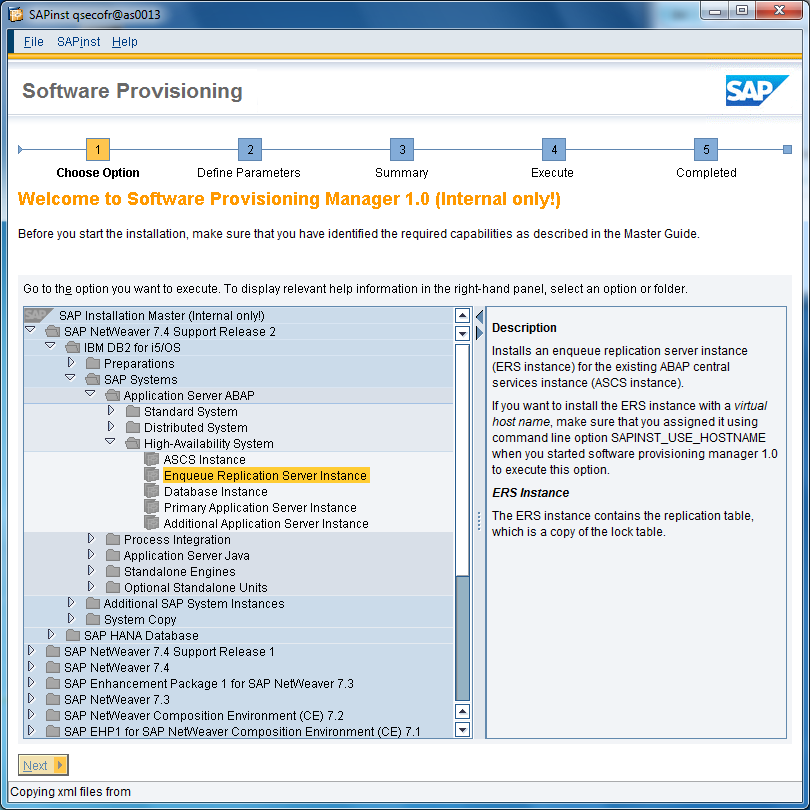 SAPinst qsecofr@as0013
File SAPinst Help
Software Provisioning
SAP
1 2 3 4 5
Choose Option Define Parameters Summary Execute Completed
Welcome to Software Provisioning Manager 1.0 (Internal only!)
Before you start the installation, make sure that you have identified the required capabilities as described in the Master Guide.
Go to the option you want to execute. To display relevant help information in the right-hand panel, select an option or folder.
SAP SAP Installation Master (Internal only!)
SAP NetWeaver 7.4 Support Release 2
IBM DB2 for i5/OS
Preparations
SAP Systems
Application Server ABAP
Standard System
Distributed System
High-Availability System
ASCS Instance
Enqueue Replication Server Instance
Database Instance
Primary Application Server Instance
Additional Application Server Instance
Process Integration
Application Server Java
Standalone Engines
Optional Standalone Units
Additional SAP System Instances
System Copy
SAP HANA Database
SAP NetWeaver 7.4 Support Release 1
SAP NetWeaver 7.4
SAP Enhancement Package 1 for SAP NetWeaver 7.3
SAP NetWeaver 7.3
SAP NetWeaver Composition Environment (CE) 7.2
SAP EHP1 for SAP NetWeaver Composition Environment (CE) 7.1
Description
Installs an enqueue replication server instance
(ERS instance) for the existing ABAP central
services instance (ASCS instance).
If you want to install the ERS instance with a virtual
host name, make sure that you assigned it using
command line option SAPINST_USE_HOSTNAME
when you started software provisioning manager 1.0
to execute this option.
ERS Instance
The ERS instance contains the replication table,
which is a copy of the lock table.
Next
Copying xml files from